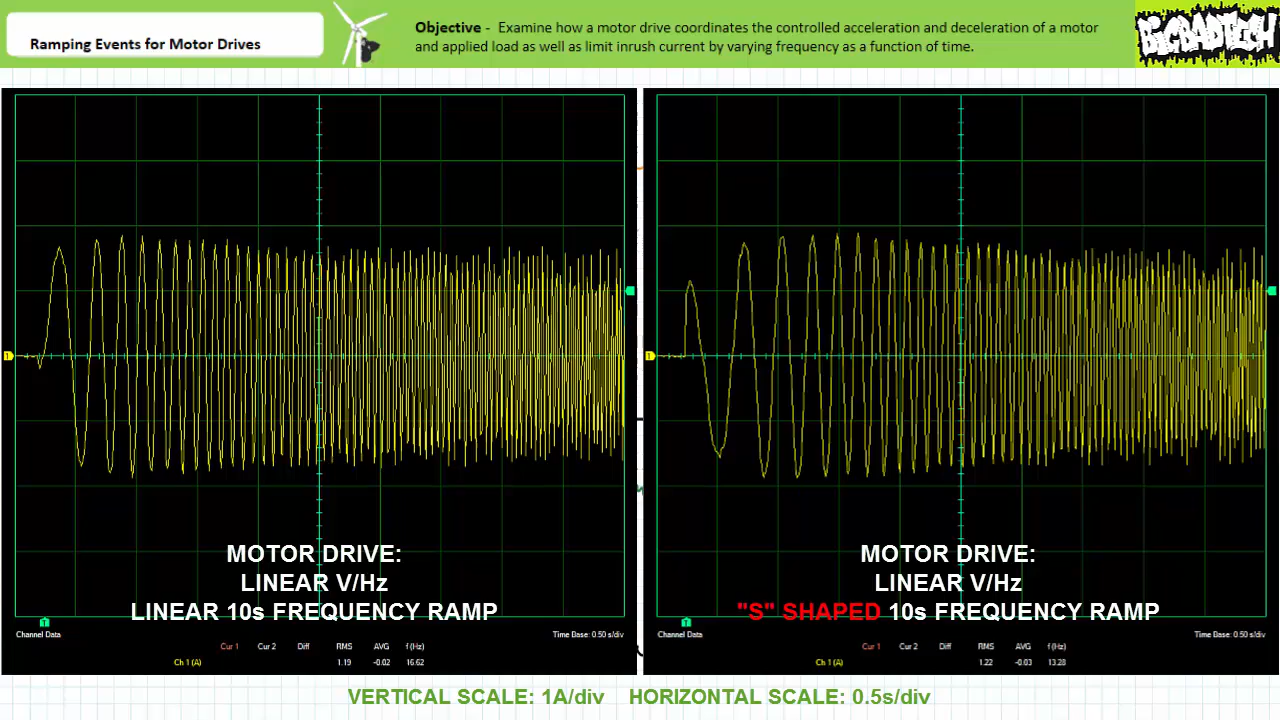 Ramping Events for Motor Drives
Objective - Examine how a motor drive coordinates the controlled acceleration and deceleration of a motor
and applied load as well as limit inrush current by varying frequency as a function of time.
BIGBADTECH
1
MOTOR DRIVE:
LINEAR V/Hz
LINEAR 10s FREQUENCY RAMP
1
Channel Data
Time Base: 0.50 s/div
Cur 1 Cur 2 Diff RMS AVG f (Hz)
Ch 1 (A) 1.19 -0.02 16.62
1
MOTOR DRIVE:
LINEAR V/Hz
"S" SHAPED 10s FREQUENCY RAMP
1
Channel Data
Time Base: 0.50 s/div
Cur 1 Cur 2 Diff RMS AVG f (Hz)
Ch 1 (A) 1.22 -0.03 13.28
VERTICAL SCALE: 1A/div HORIZONTAL SCALE: 0.5s/div